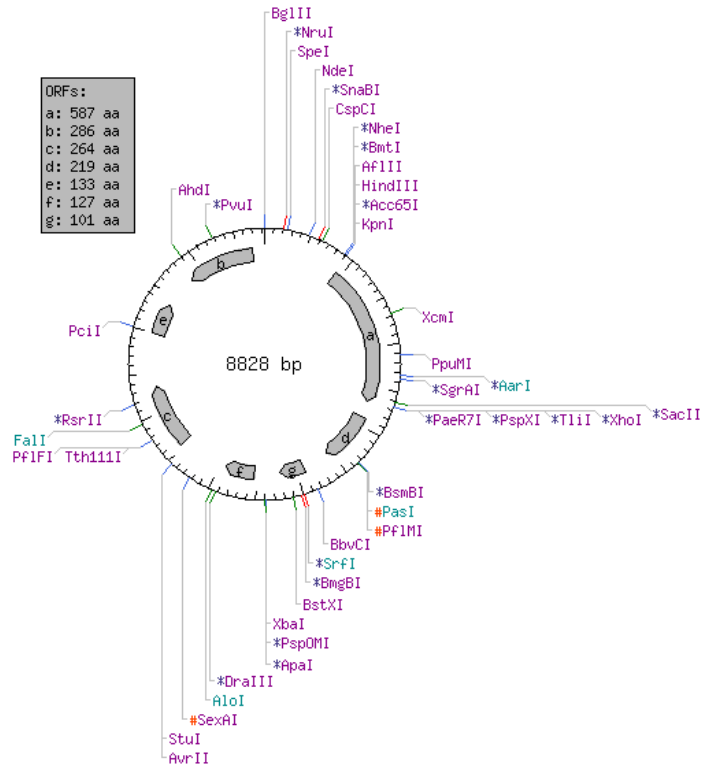 BglII
*NruI
SpeI
NdeI
*SnaBI
CspCI
*NheI
*BmtI
AflII
HindIII
*Acc65I
KpnI
ORFs:
a: 587 aa
b: 286 aa
c: 264 aa
d: 219 aa
e: 133 aa
f: 127 aa
g: 101 aa
AhdI
*PvuI
b
e
a
XcmI
PciI
8828 bp
PpuMI
*AarI
*SgrAI
*RsrII
c
*PaeR7I *PspXI *TliI *XhoI *SacII
FalI
PflFI Tth111I
d
f
g
*BsmBI
#PasI
#PflMI
BbvCI
*SrfI
*BmgBI
BstXI
XbaI
*PspOMI
*ApaI
*DraIII
AloI
#SexAI
StuI
AvrII